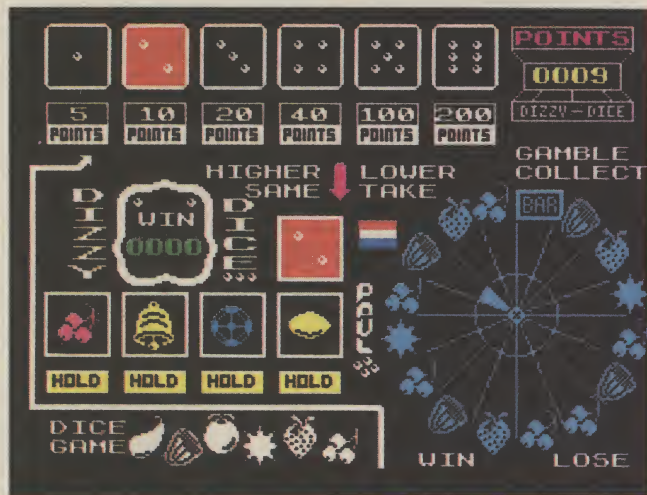 POINTS
0009
DIZZY-DICE
5 POINTS
10 POINTS
20 POINTS
40 POINTS
100 POINTS
200 POINTS
GAMBLE
COLLECT
HIGHER LOWER
SAME TAKE
DIZZY
WIN
0000
DICE
BAR
PAUL
HOLD HOLD HOLD HOLD
DICE
GAME
WIN LOSE